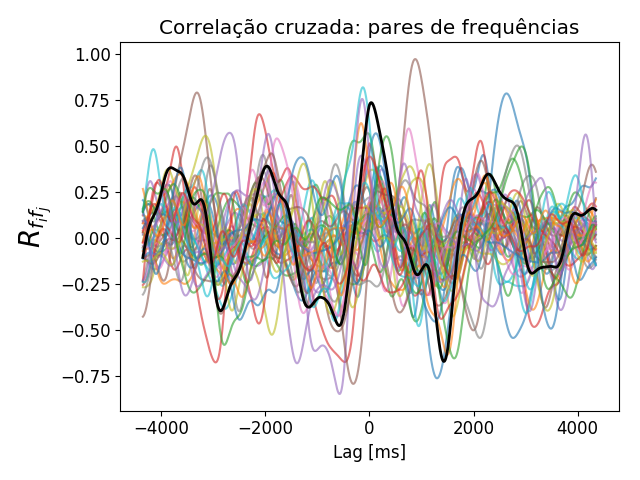 Correlação cruzada: pares de frequências
1.00
0.75
0.50
0.25
0.00
−0.25
−0.50
−0.75
R_{f_i f_j}
−4000 −2000 0 2000 4000
Lag [ms]